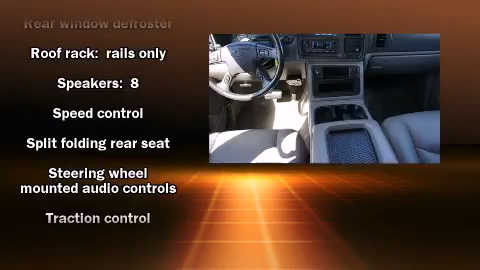 Rear window defroster
Roof rack:  rails only
Speakers:  8
Speed control
Split folding rear seat
Steering wheel
mounted audio controls
Traction control